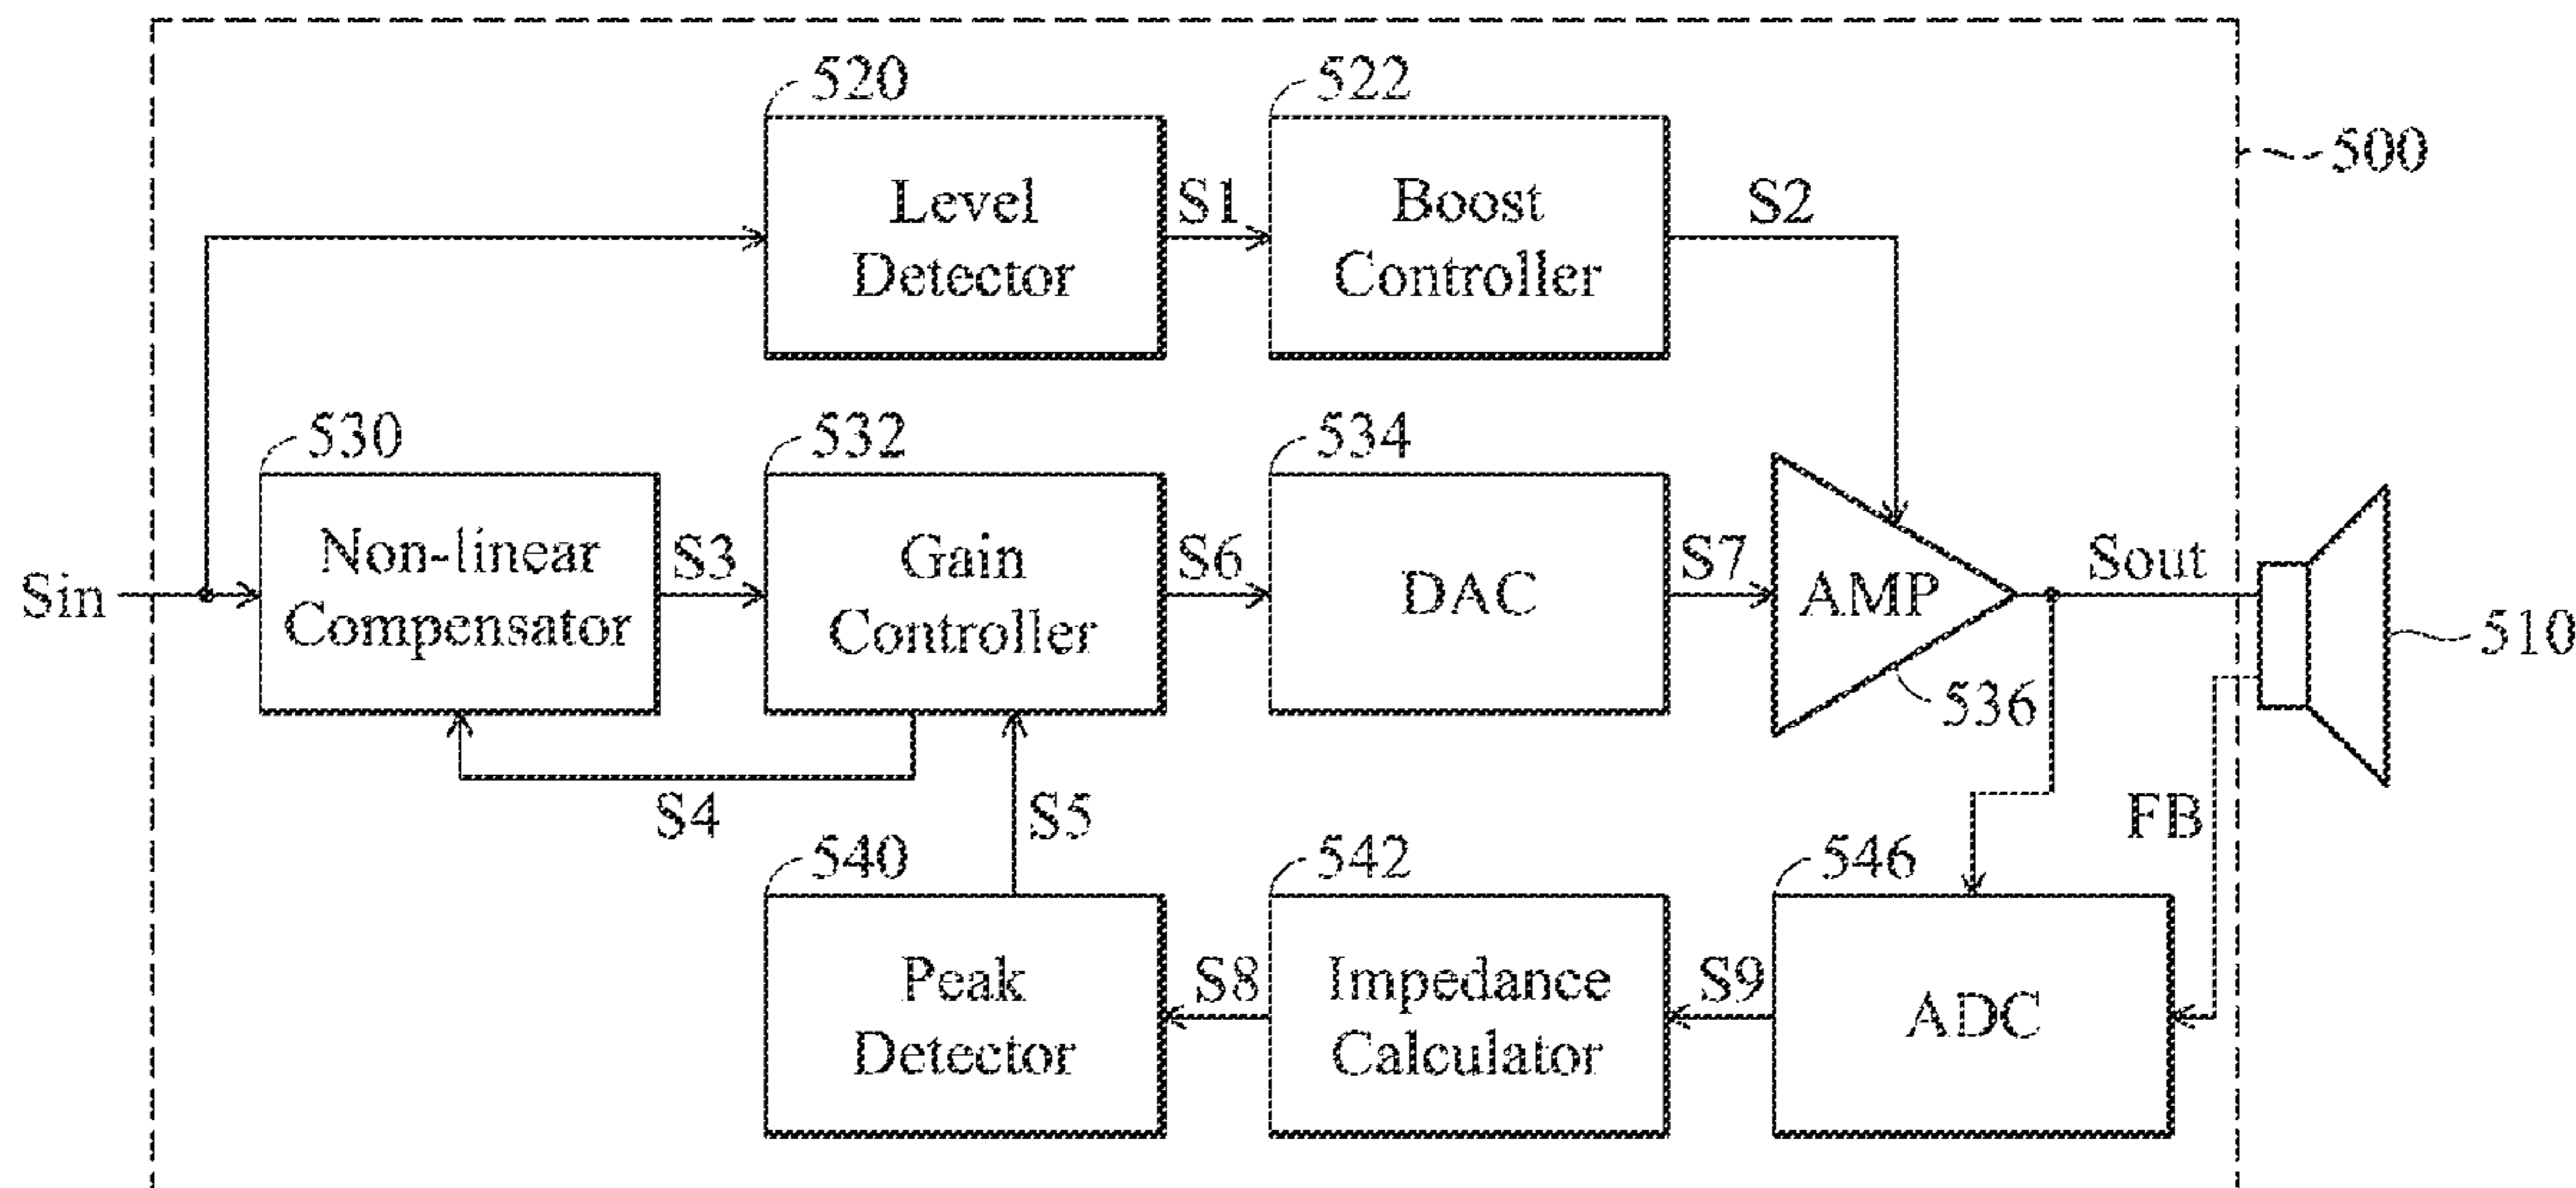 520
522
500
Level
Detector
S1
Boost
Controller
S2
530
532
534
Sin
Non-linear
Compensator
S3
Gain
Controller
S6
DAC
S7
AMP
Sout
510
536
S4
S5
FB
540
542
546
Peak
Detector
S8
Impedance
Calculator
S9
ADC